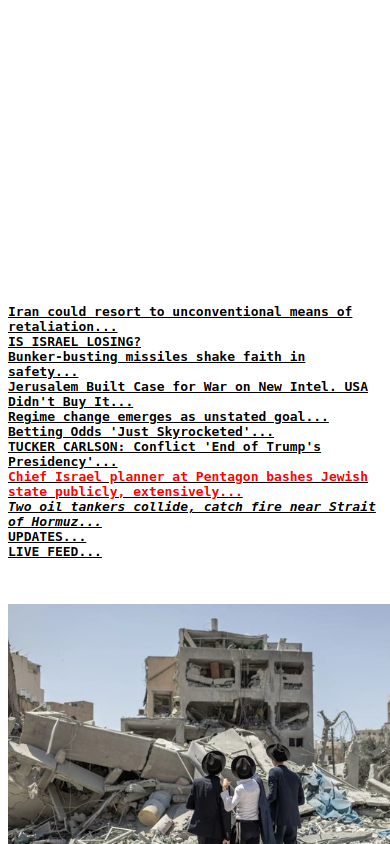 Iran could resort to unconventional means of
retaliation...
IS ISRAEL LOSING?
Bunker-busting missiles shake faith in
safety...
Jerusalem Built Case for War on New Intel. USA
Didn't Buy It...
Regime change emerges as unstated goal...
Betting Odds 'Just Skyrocketed'...
TUCKER CARLSON: Conflict 'End of Trump's
Presidency'...
Chief Israel planner at Pentagon bashes Jewish
state publicly, extensively...
Two oil tankers collide, catch fire near Strait
of Hormuz...
UPDATES...
LIVE FEED...